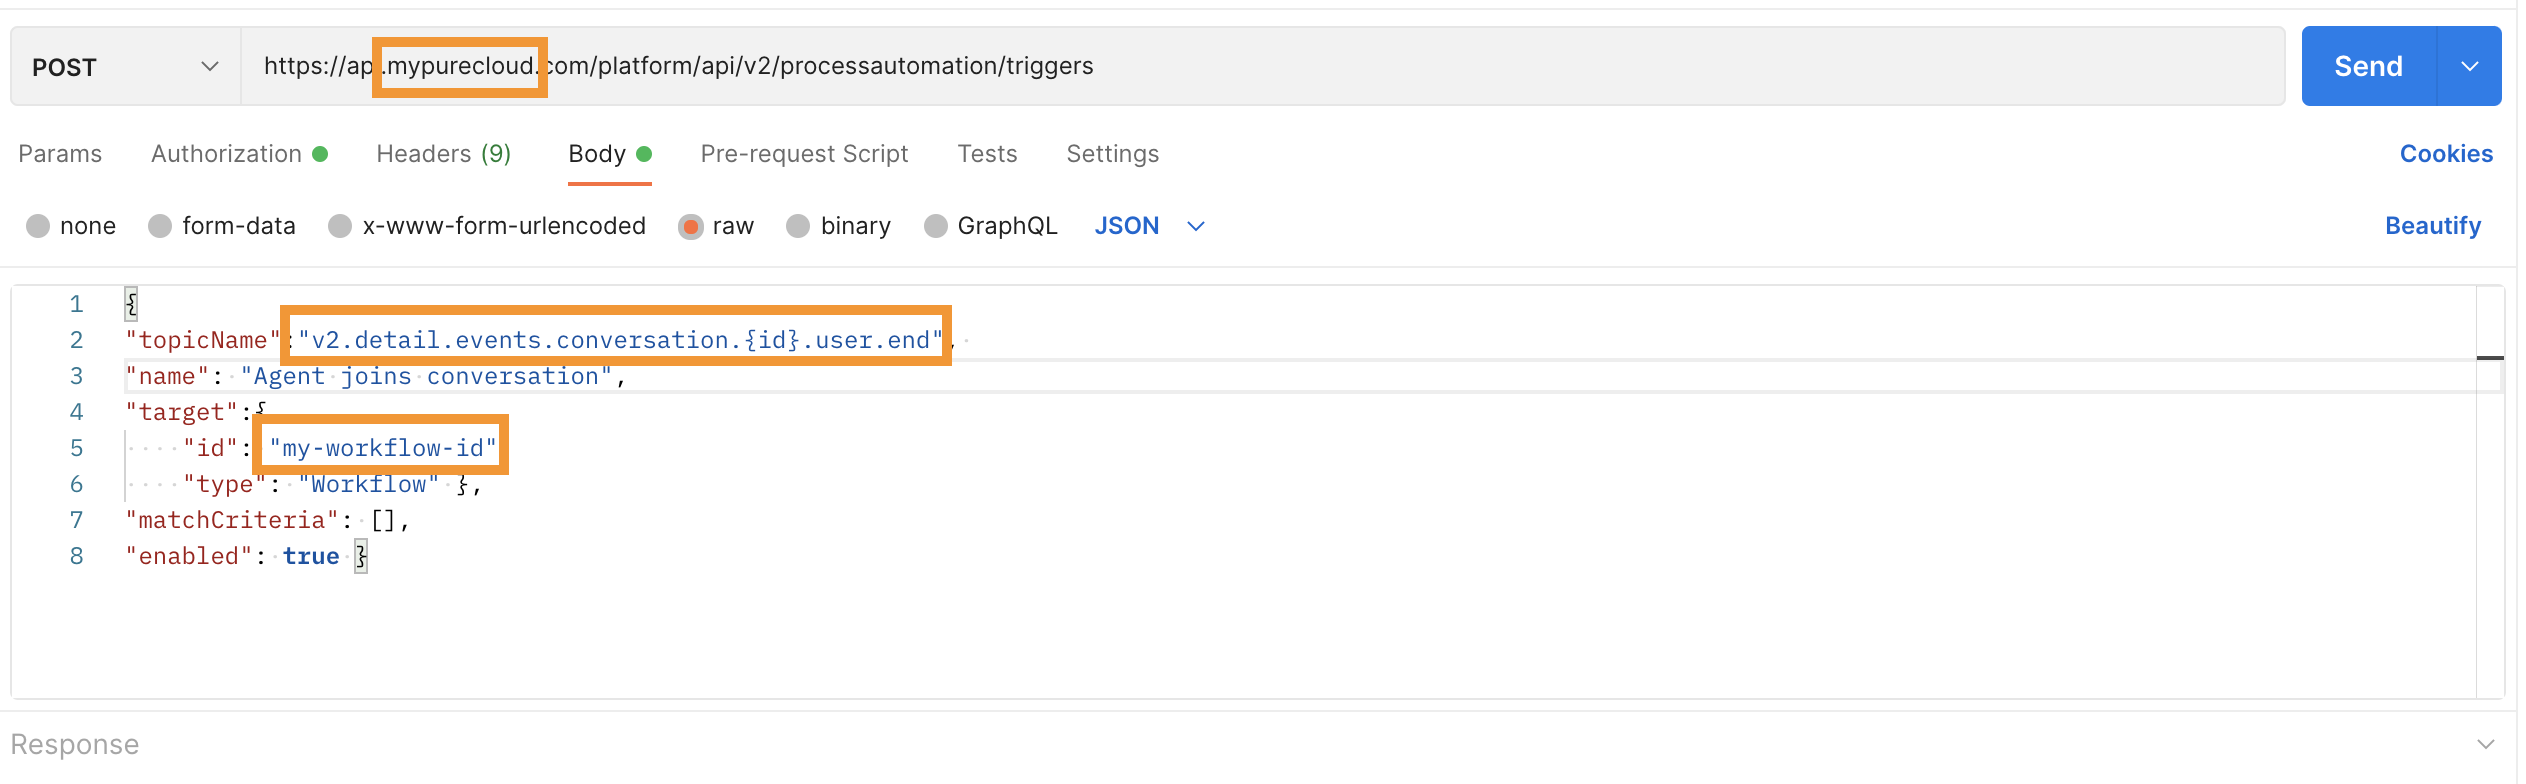 POST https://api.mypurecloud.com/platform/api/v2/processautomation/triggers Send
Params Authorization Headers (9) Body Pre-request Script Tests Settings Cookies
none form-data x-www-form-urlencoded raw binary GraphQL JSON Beautify
1 {
2 "topicName":"v2.detail.events.conversation.{id}.user.end",
3 "name": "Agent joins conversation",
4 "target":{
5 "id": "my-workflow-id"
6 "type": "Workflow" },
7 "matchCriteria": [],
8 "enabled": true }
Response